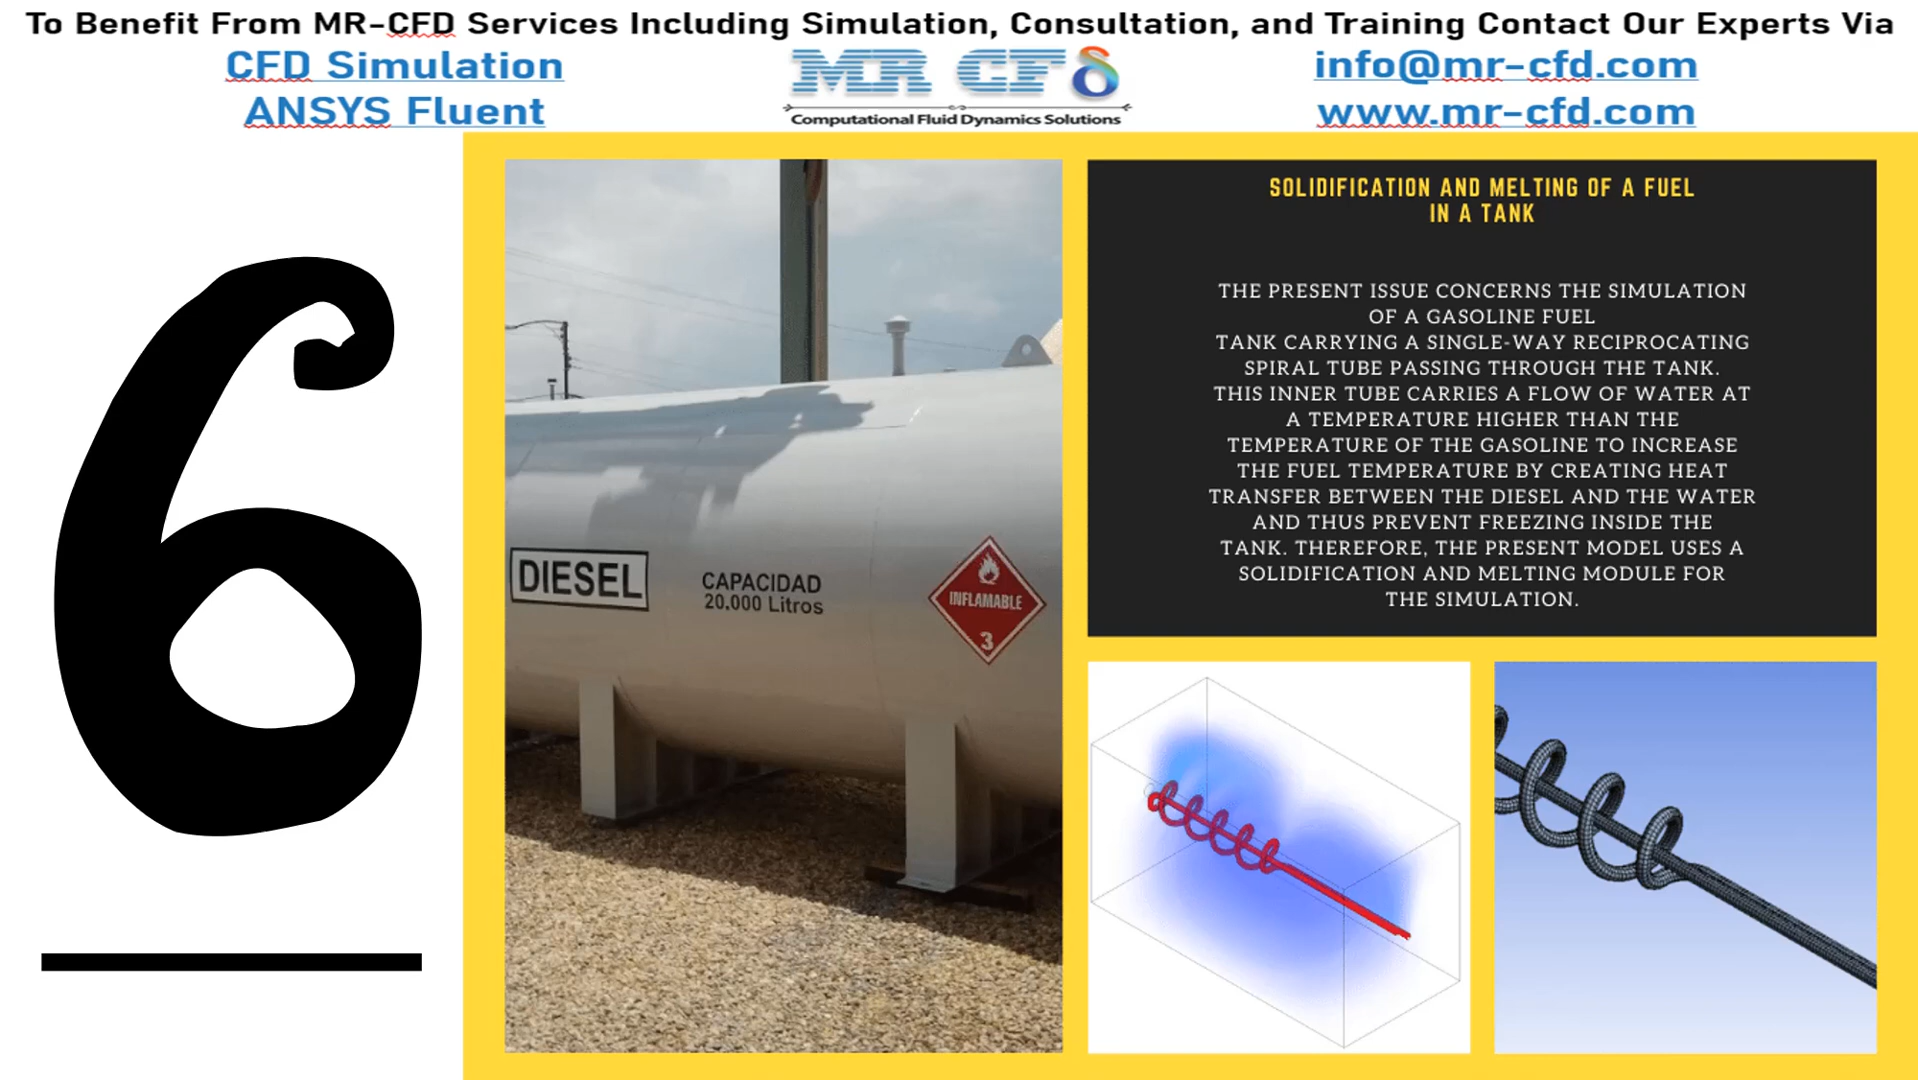 To Benefit From MR-CFD Services Including Simulation, Consultation, and Training Contact Our Experts Via
CFD Simulation
ANSYS Fluent
MR CFδ
Computational Fluid Dynamics Solutions
info@mr-cfd.com
www.mr-cfd.com
6
DIESEL
CAPACIDAD
20.000 Litros
INFLAMABLE
3
SOLIDIFICATION AND MELTING OF A FUEL
IN A TANK
THE PRESENT ISSUE CONCERNS THE SIMULATION
OF A GASOLINE FUEL
TANK CARRYING A SINGLE-WAY RECIPROCATING
SPIRAL TUBE PASSING THROUGH THE TANK.
THIS INNER TUBE CARRIES A FLOW OF WATER AT
A TEMPERATURE HIGHER THAN THE
TEMPERATURE OF THE GASOLINE TO INCREASE
THE FUEL TEMPERATURE BY CREATING HEAT
TRANSFER BETWEEN THE DIESEL AND THE WATER
AND THUS PREVENT FREEZING INSIDE THE
TANK. THEREFORE, THE PRESENT MODEL USES A
SOLIDIFICATION AND MELTING MODULE FOR
THE SIMULATION.